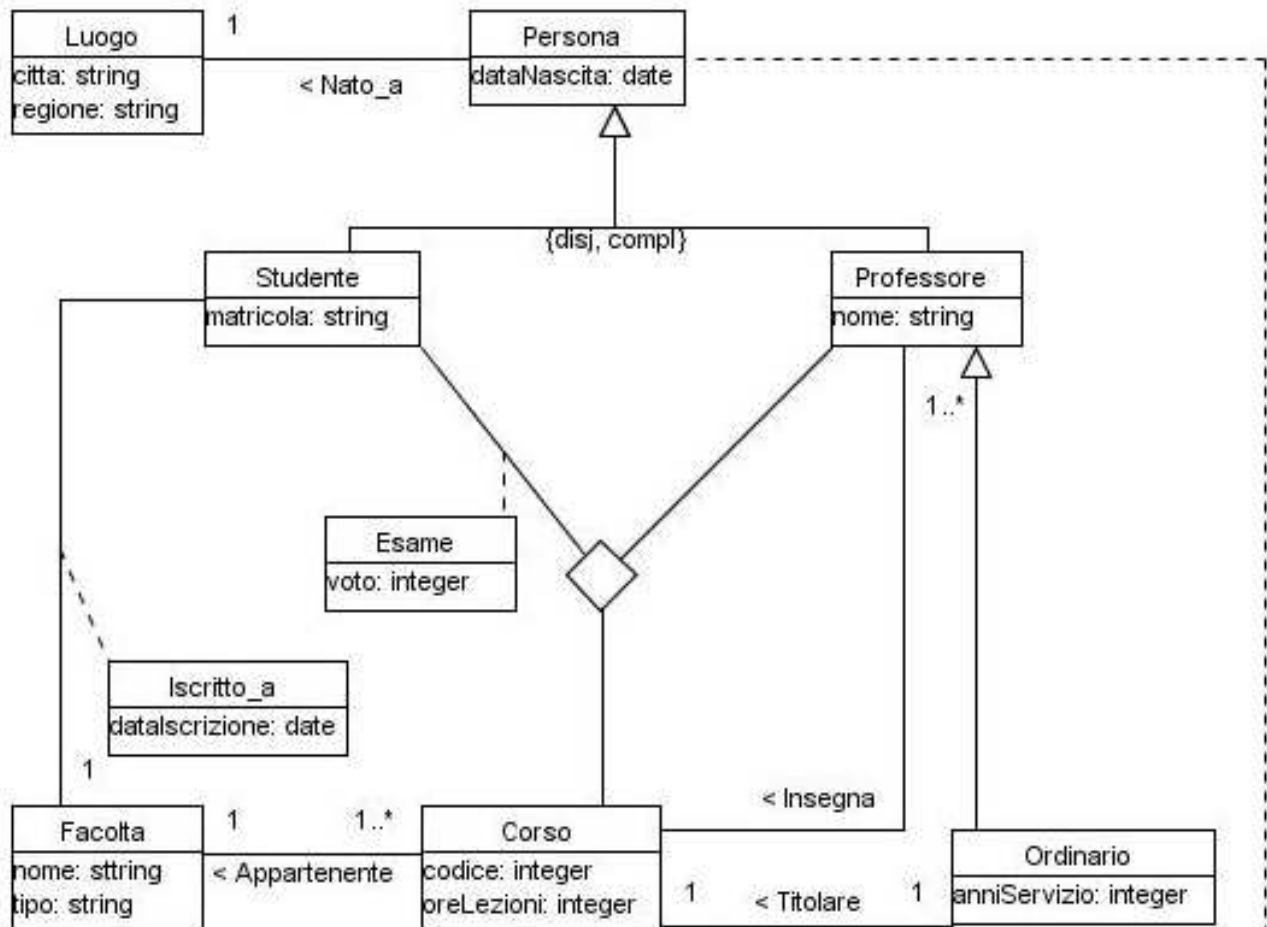 Luogo
citta: string
regione: string
1
< Nato_a
Persona
dataNascita: date
{disj, compl}
Studente
matricola: string
Professore
nome: string
1..*
Esame
voto: integer
Iscritto_a
dataIscrizione: date
1
Facolta
nome: sttring
tipo: string
1
1..*
< Appartenente
Corso
codice: integer
oreLezioni: integer
< Insegna
1
< Titolare
1
Ordinario
anniServizio: integer